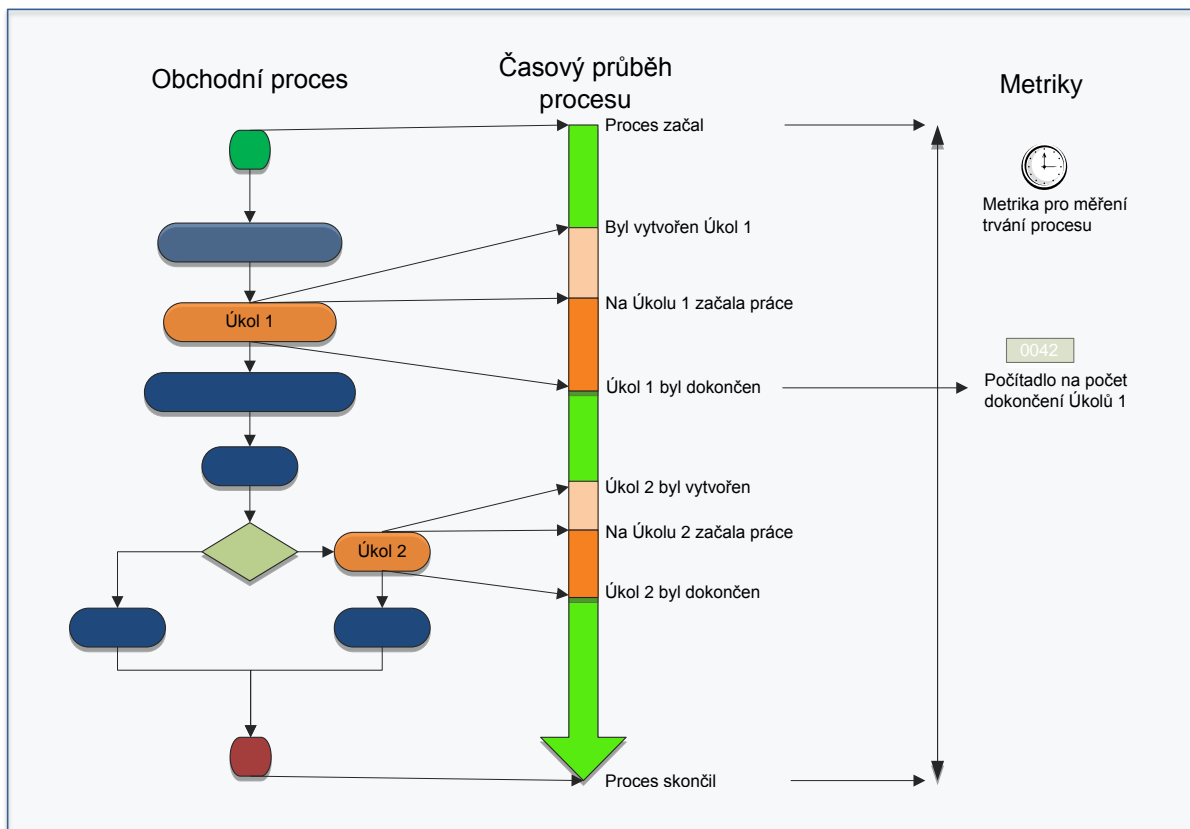 Obchodní proces
Časový průběh
procesu
Metriky
Proces začal
Metrika pro měření
trvání procesu
Byl vytvořen Úkol 1
Na Úkolu 1 začala práce
Úkol 1
0042
Úkol 1 byl dokončen
Počítadlo na počet
dokončení Úkolů 1
Úkol 2 byl vytvořen
Na Úkolu 2 začala práce
Úkol 2
Úkol 2 byl dokončen
Proces skončil